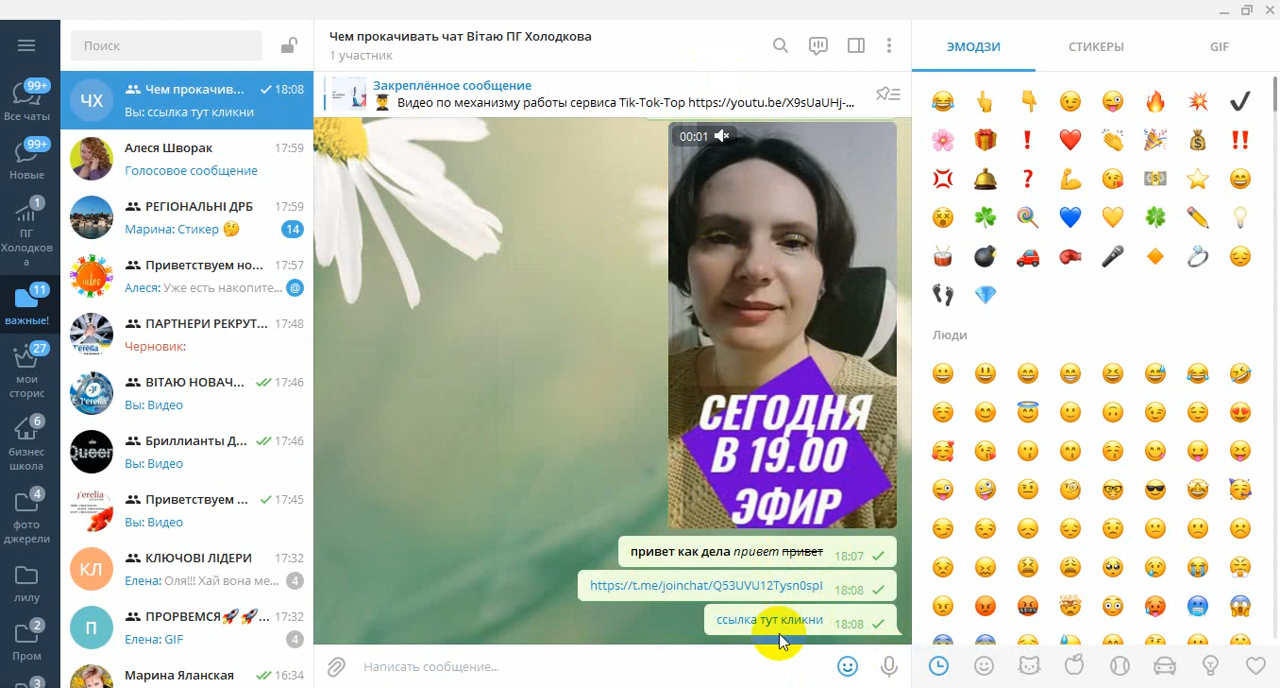 Поиск
99+
Все чаты
99+
Новые
1
ПГ
Холодков
а
11
важные!
27
мои
сторис
6
бизнес
школа
4
фото
джерели
лилу
2
Пром
3
ЧХ
Чем прокачив... 18:08
Вы: ссылка тут кликни
Алеся Шворак 17:59
Голосовое сообщение
РЕГІОНАЛЬНІ ДРБ 17:59
Марина: Стикер 🤔 14
Приветствуем но... 17:57
Алеся: Уже есть накопите... @
ПАРТНЕРИ РЕКРУТ... 17:48
Черновик:
ВІТАЮ НОВАЧ... 17:46
Вы: Видео
Бриллианты Д... 17:46
Queen
Вы: Видео
Приветствуем ... 17:45
Вы: Видео
КЛ
КЛЮЧОВІ ЛІДЕРИ 17:32
Елена: Оля!!! Хай вона ме... 4
П
ПРОРВЕМСЯ🚀🚀... 17:32
Елена: GIF 4
Марина Яланская 16:34
Чем прокачивать чат Вітаю ПГ Холодкова
1 участник
Закреплённое сообщение
👨‍🎓 Видео по механизму работы сервиса Tik-Tok-Top https://youtu.be/X9sUaUHj-...
00:01
СЕГОДНЯ
В 19.00
ЭФИР
привет как дела привет привет 18:07
https://t.me/joinchat/Q53UVU12Tysn0spI 18:08
ссылка тут кликни 18:08
Написать сообщение...
ЭМОДЗИ СТИКЕРЫ GIF
Люди